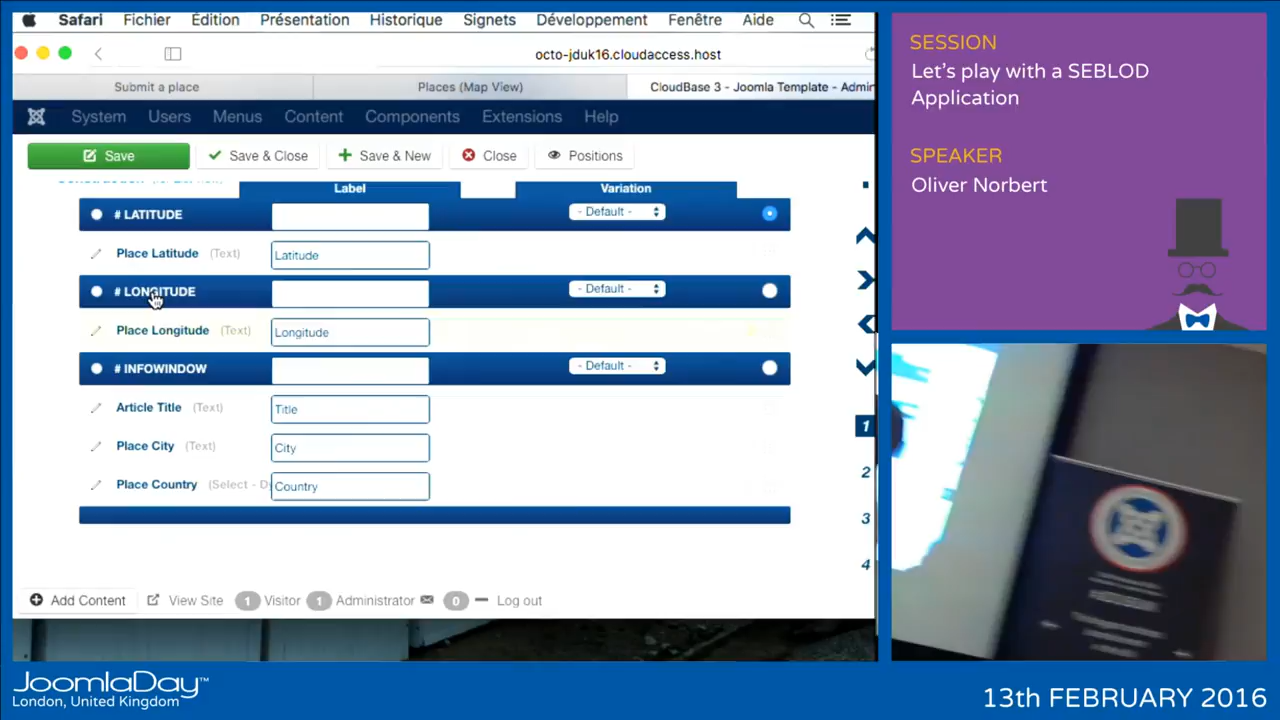 Safari Fichier Édition Présentation Historique Signets Développement Fenêtre Aide
octo-jduk16.cloudaccess.host
Submit a place Places (Map View) CloudBase 3 - Joomla Template - Admin
System Users Menus Content Components Extensions Help
Save Save & Close Save & New Close Positions
Label Variation
# LATITUDE - Default -
Place Latitude (Text) Latitude
# LONGITUDE - Default -
Place Longitude (Text) Longitude
# INFOWINDOW - Default -
Article Title (Text) Title
Place City (Text) City
Place Country (Select - D Country
1
2
3
4
Add Content View Site 1 Visitor 1 Administrator 0 Log out
SESSION
Let's play with a SEBLOD
Application
SPEAKER
Oliver Norbert
JoomlaDay™
London, United Kingdom
13th FEBRUARY 2016